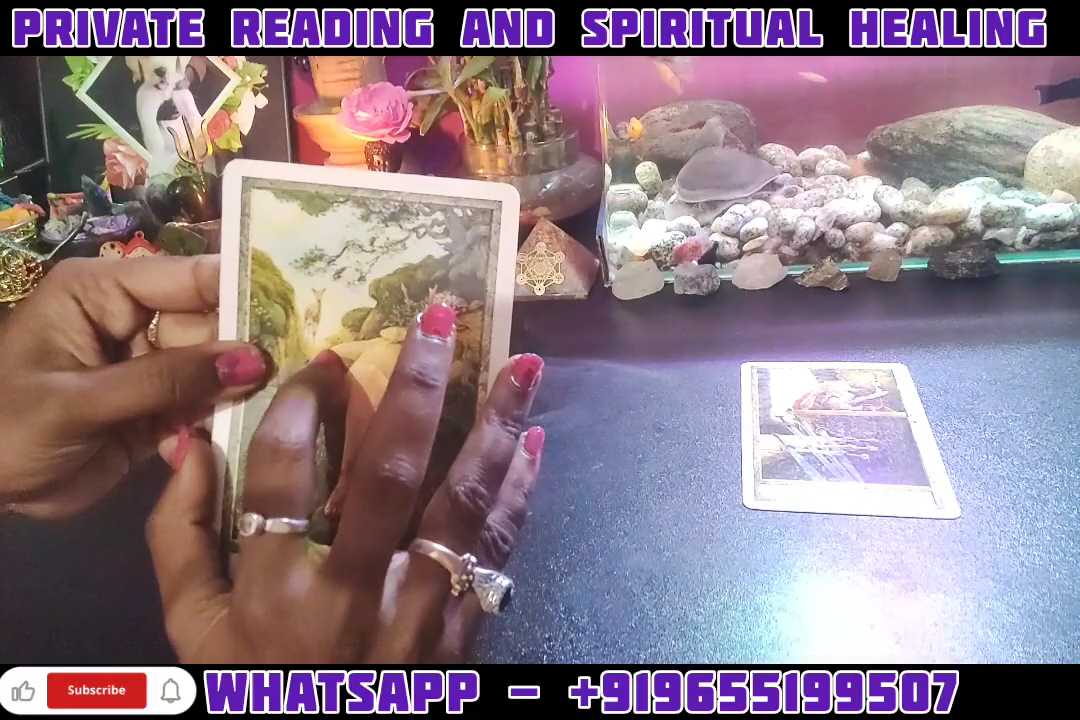 PRIVATE READING AND SPIRITUAL HEALING
Subscribe
WHATSAPP - +919655199507